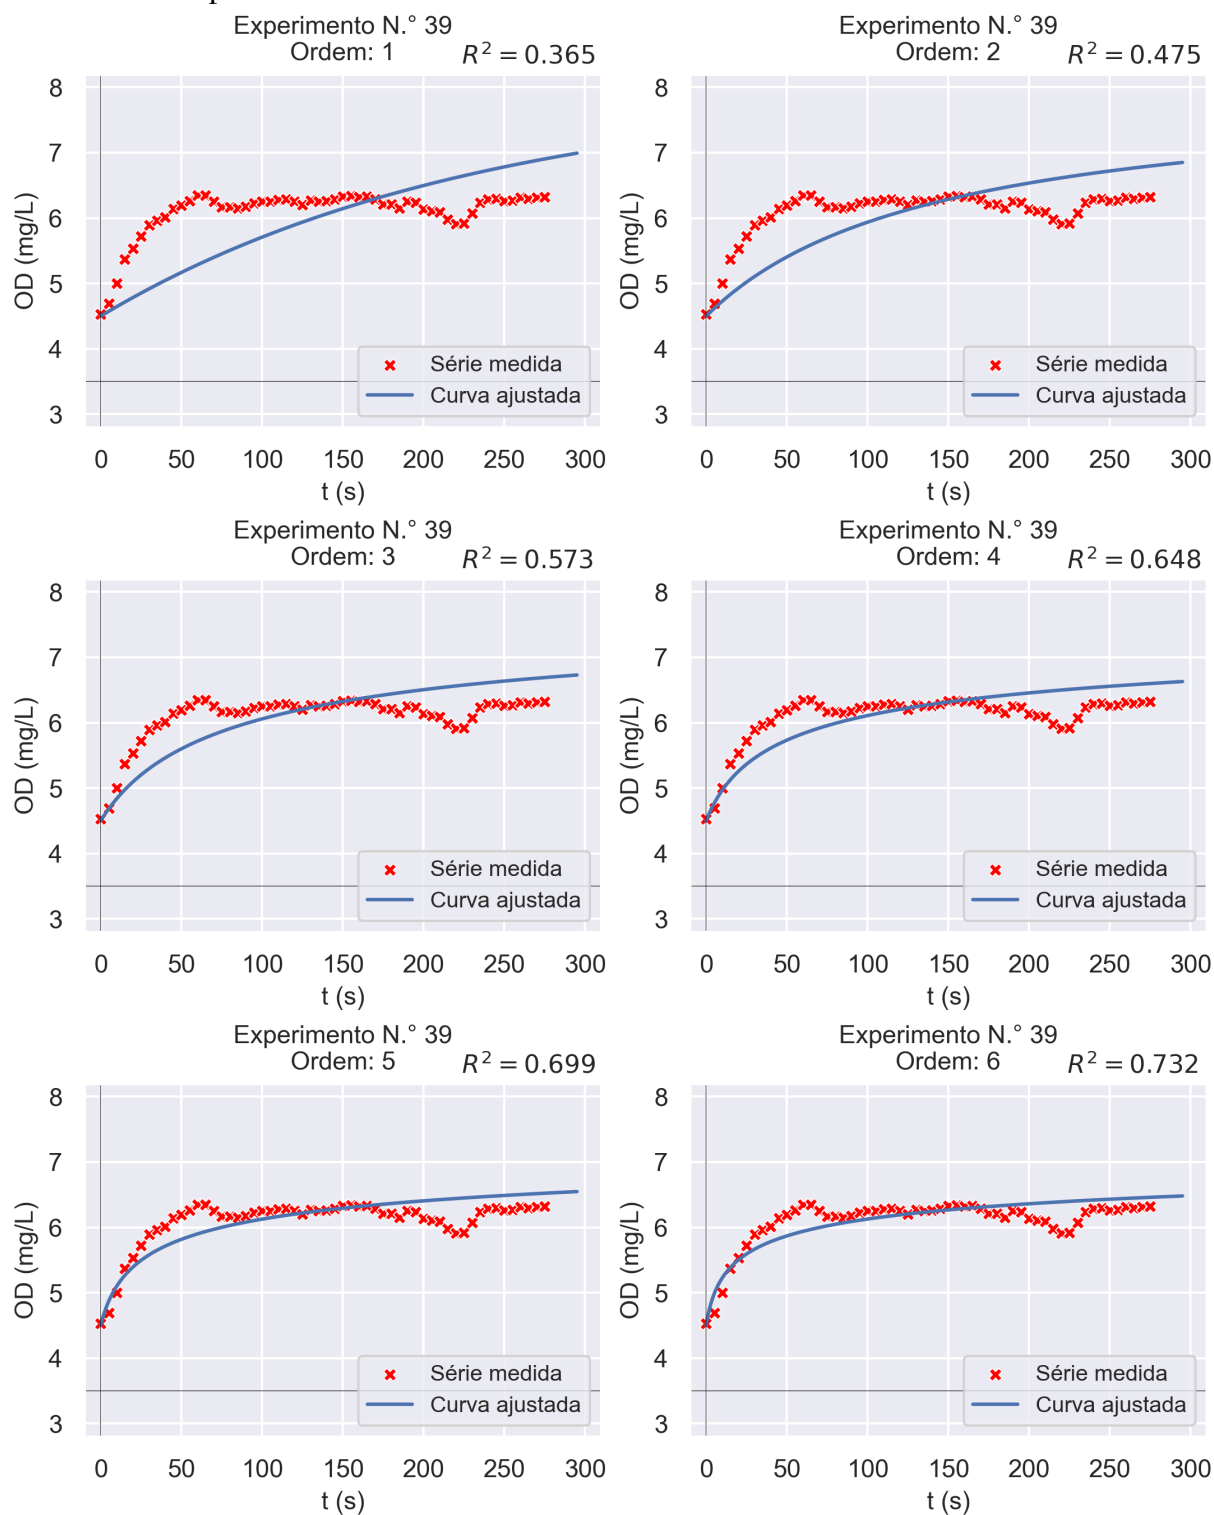 Experimento N.° 39
Ordem: 1
R² = 0.365
8
7
6
5
4
3
OD (mg/L)
Série medida
Curva ajustada
0 50 100 150 200 250 300
t (s)
Experimento N.° 39
Ordem: 2
R² = 0.475
8
7
6
5
4
3
OD (mg/L)
Série medida
Curva ajustada
0 50 100 150 200 250 300
t (s)
Experimento N.° 39
Ordem: 3
R² = 0.573
8
7
6
5
4
3
OD (mg/L)
Série medida
Curva ajustada
0 50 100 150 200 250 300
t (s)
Experimento N.° 39
Ordem: 4
R² = 0.648
8
7
6
5
4
3
OD (mg/L)
Série medida
Curva ajustada
0 50 100 150 200 250 300
t (s)
Experimento N.° 39
Ordem: 5
R² = 0.699
8
7
6
5
4
3
OD (mg/L)
Série medida
Curva ajustada
0 50 100 150 200 250 300
t (s)
Experimento N.° 39
Ordem: 6
R² = 0.732
8
7
6
5
4
3
OD (mg/L)
Série medida
Curva ajustada
0 50 100 150 200 250 300
t (s)